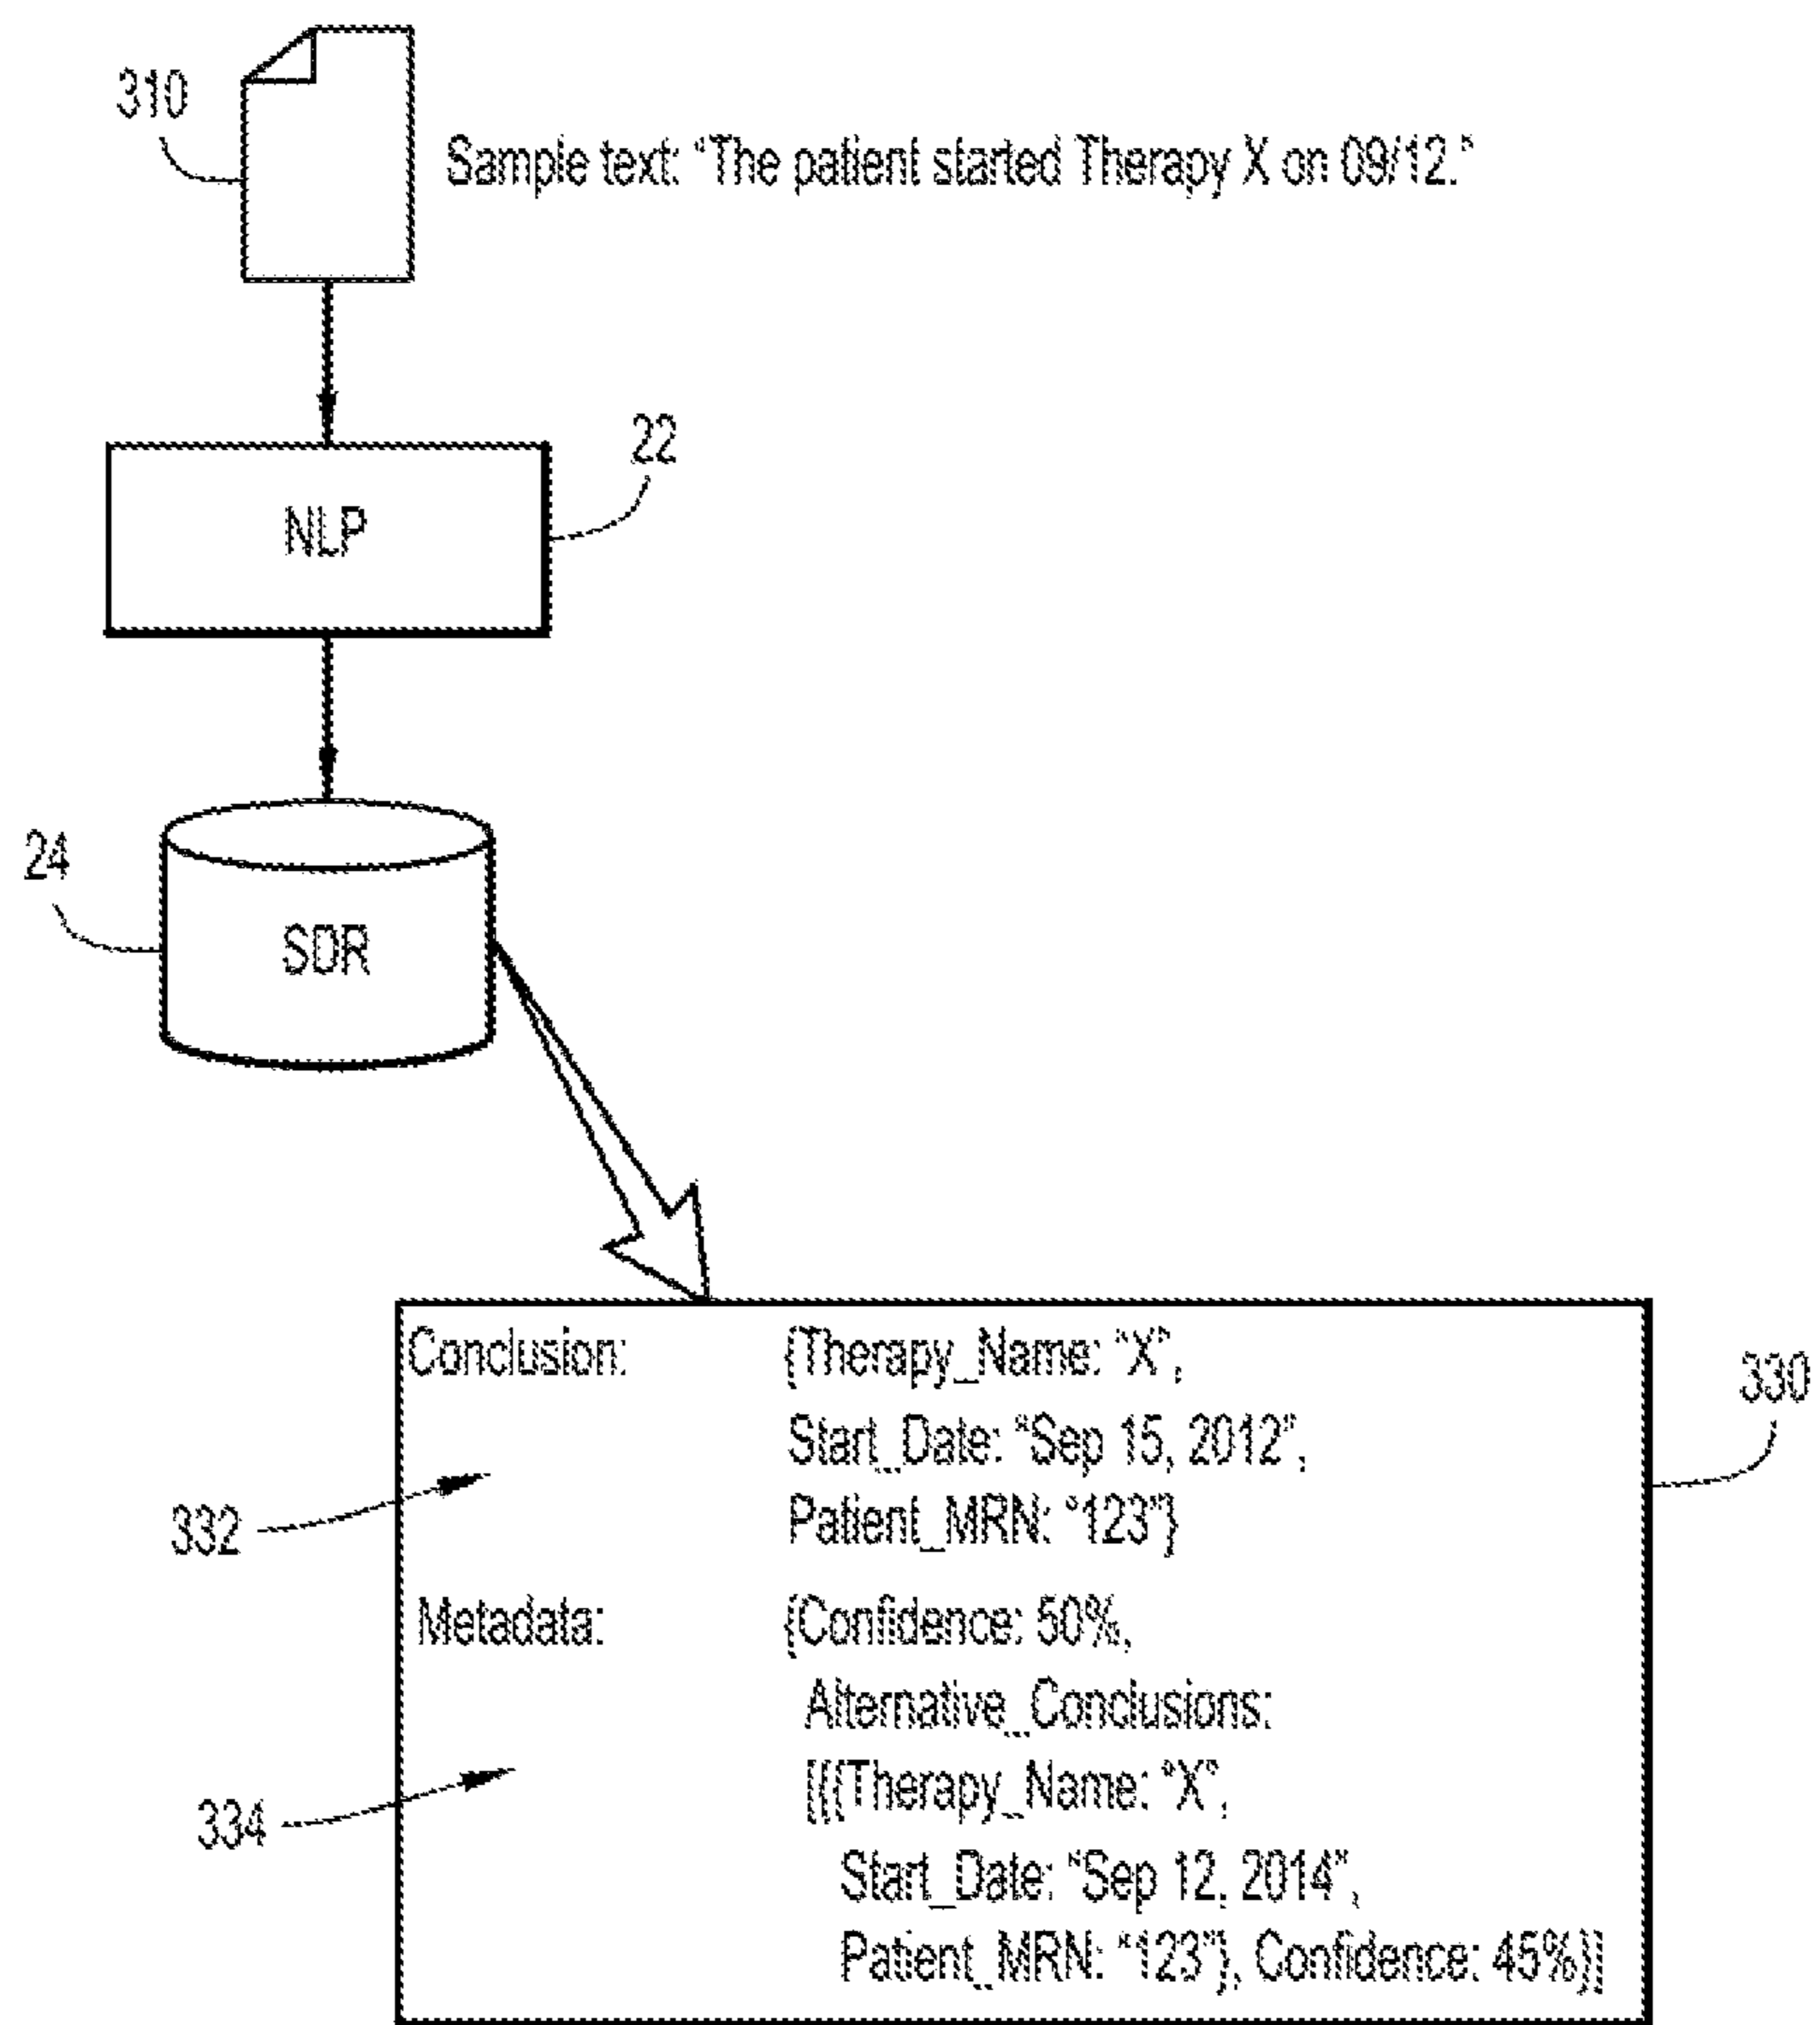 310
Sample text: “The patient started Therapy X on 09/12.”
22
NLP
24
SDR
Conclusion: {Therapy_Name: “X”,
330
Start_Date: “Sep 15, 2012”,
332
Patient_MRN: “123”}
Metadata: {Confidence: 50%,
Alternative_Conclusions:
[{{Therapy_Name: “X”,
334
Start_Date: “Sep 12, 2014”,
Patient_MRN: “123”}, Confidence: 45%}]